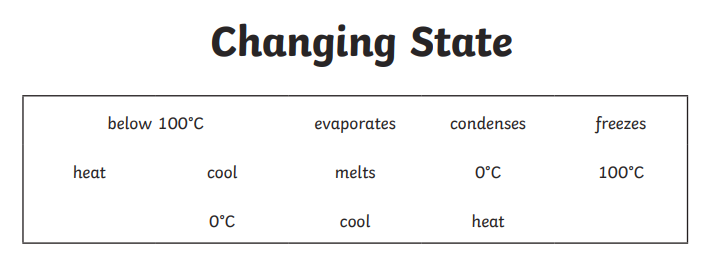 Changing State
below 100°C evaporates condenses freezes
heat cool melts 0°C 100°C
0°C cool heat